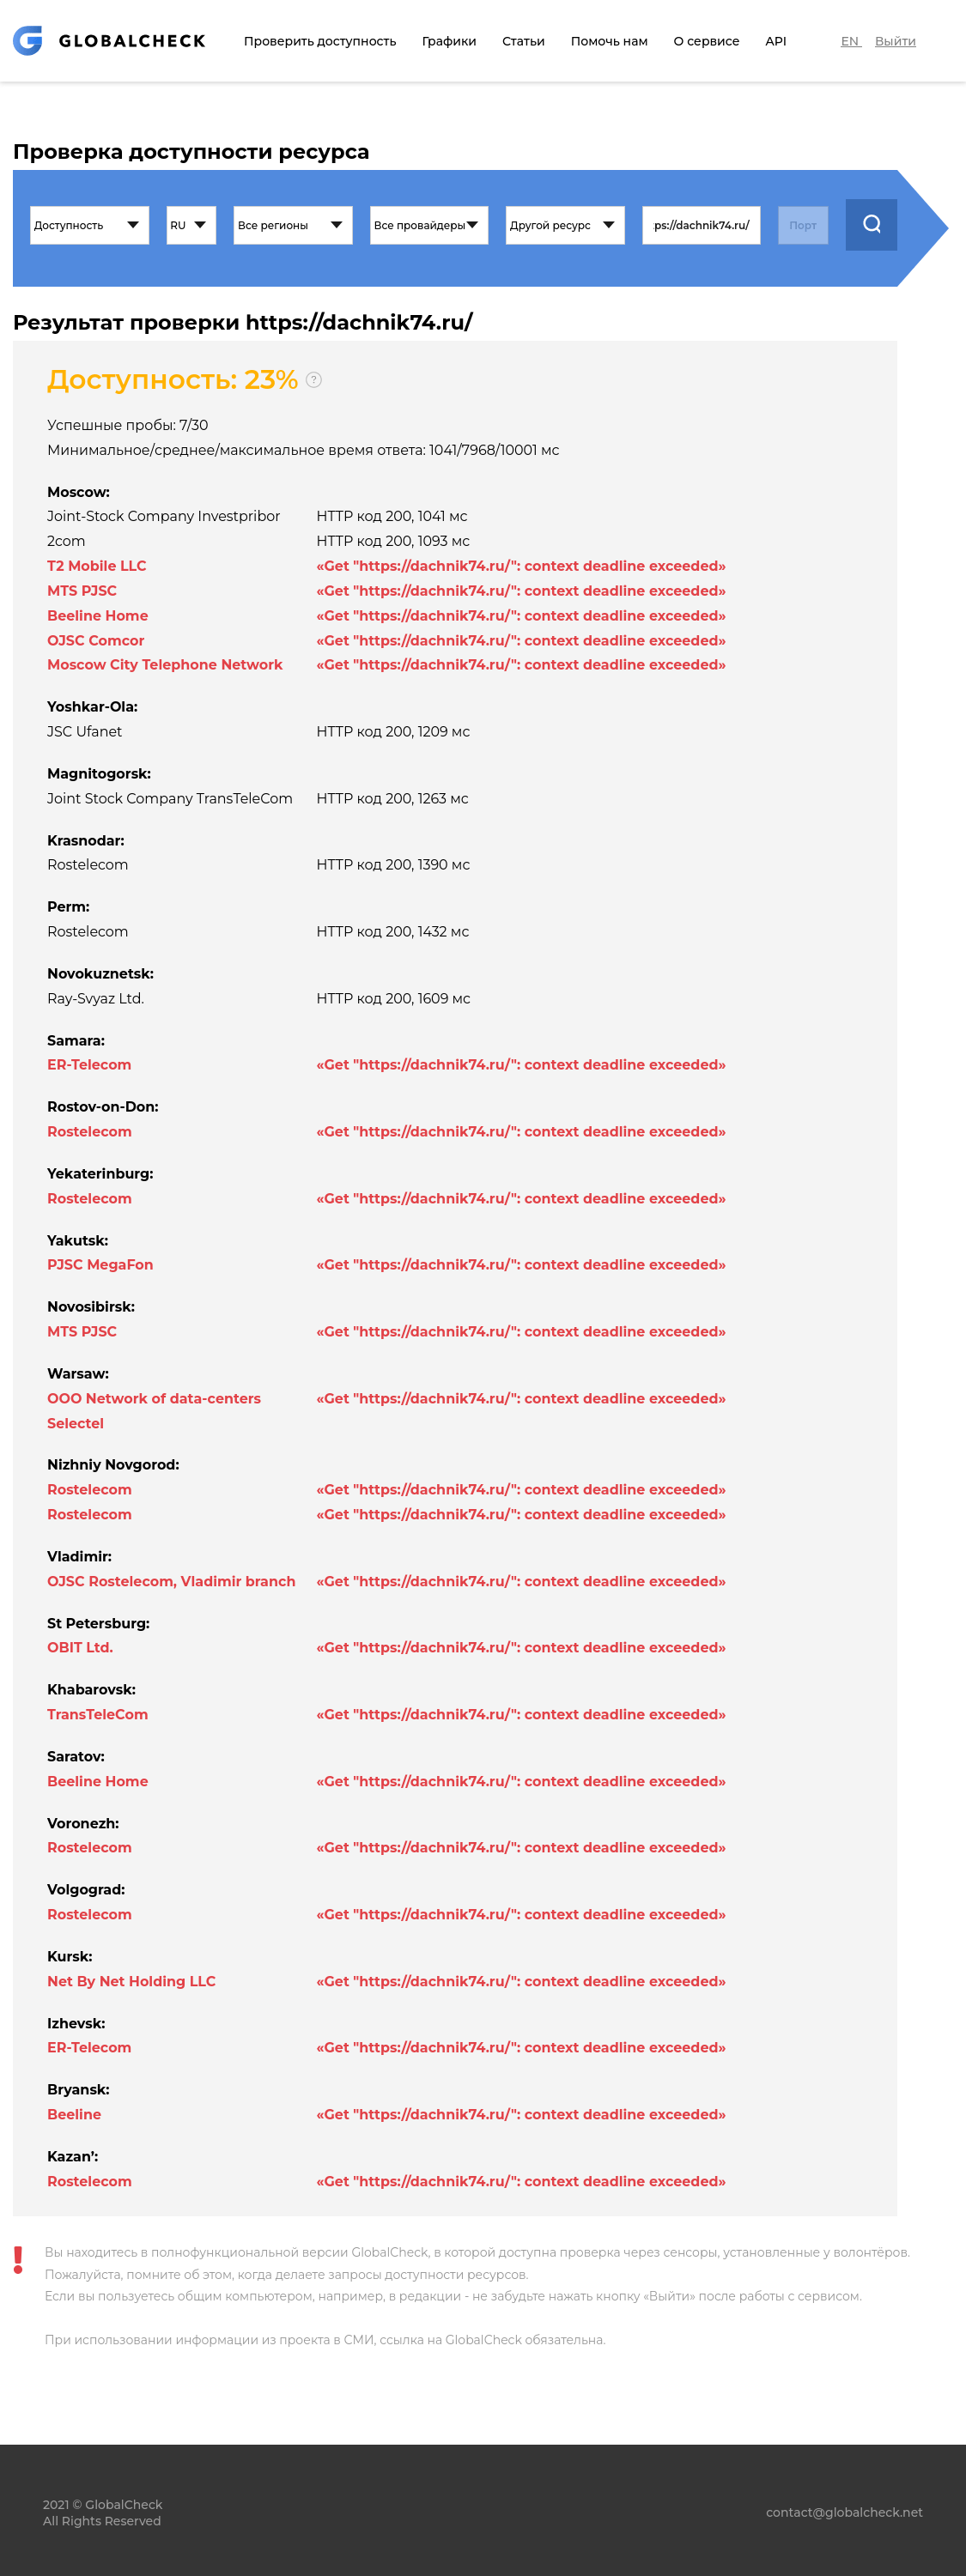 GLOBALCHECK Проверить доступность Графики Статьи Помочь нам О сервисе API EN Выйти
Проверка доступности ресурса
Доступность RU Все регионы Все провайдеры Другой ресурс ps://dachnik74.ru/ Порт
Результат проверки https://dachnik74.ru/
Доступность: 23% ?
Успешные пробы: 7/30
Минимальное/среднее/максимальное время ответа: 1041/7968/10001 мс
Moscow:
Joint-Stock Company Investpribor HTTP код 200, 1041 мс
2com HTTP код 200, 1093 мс
T2 Mobile LLC «Get "https://dachnik74.ru/": context deadline exceeded»
MTS PJSC «Get "https://dachnik74.ru/": context deadline exceeded»
Beeline Home «Get "https://dachnik74.ru/": context deadline exceeded»
OJSC Comcor «Get "https://dachnik74.ru/": context deadline exceeded»
Moscow City Telephone Network «Get "https://dachnik74.ru/": context deadline exceeded»
Yoshkar-Ola:
JSC Ufanet HTTP код 200, 1209 мс
Magnitogorsk:
Joint Stock Company TransTeleCom HTTP код 200, 1263 мс
Krasnodar:
Rostelecom HTTP код 200, 1390 мс
Perm:
Rostelecom HTTP код 200, 1432 мс
Novokuznetsk:
Ray-Svyaz Ltd. HTTP код 200, 1609 мс
Samara:
ER-Telecom «Get "https://dachnik74.ru/": context deadline exceeded»
Rostov-on-Don:
Rostelecom «Get "https://dachnik74.ru/": context deadline exceeded»
Yekaterinburg:
Rostelecom «Get "https://dachnik74.ru/": context deadline exceeded»
Yakutsk:
PJSC MegaFon «Get "https://dachnik74.ru/": context deadline exceeded»
Novosibirsk:
MTS PJSC «Get "https://dachnik74.ru/": context deadline exceeded»
Warsaw:
OOO Network of data-centers «Get "https://dachnik74.ru/": context deadline exceeded»
Selectel
Nizhniy Novgorod:
Rostelecom «Get "https://dachnik74.ru/": context deadline exceeded»
Rostelecom «Get "https://dachnik74.ru/": context deadline exceeded»
Vladimir:
OJSC Rostelecom, Vladimir branch «Get "https://dachnik74.ru/": context deadline exceeded»
St Petersburg:
OBIT Ltd. «Get "https://dachnik74.ru/": context deadline exceeded»
Khabarovsk:
TransTeleCom «Get "https://dachnik74.ru/": context deadline exceeded»
Saratov:
Beeline Home «Get "https://dachnik74.ru/": context deadline exceeded»
Voronezh:
Rostelecom «Get "https://dachnik74.ru/": context deadline exceeded»
Volgograd:
Rostelecom «Get "https://dachnik74.ru/": context deadline exceeded»
Kursk:
Net By Net Holding LLC «Get "https://dachnik74.ru/": context deadline exceeded»
Izhevsk:
ER-Telecom «Get "https://dachnik74.ru/": context deadline exceeded»
Bryansk:
Beeline «Get "https://dachnik74.ru/": context deadline exceeded»
Kazan’:
Rostelecom «Get "https://dachnik74.ru/": context deadline exceeded»
Вы находитесь в полнофункциональной версии GlobalCheck, в которой доступна проверка через сенсоры, установленные у волонтёров.
Пожалуйста, помните об этом, когда делаете запросы доступности ресурсов.
Если вы пользуетесь общим компьютером, например, в редакции - не забудьте нажать кнопку «Выйти» после работы с сервисом.
При использовании информации из проекта в СМИ, ссылка на GlobalCheck обязательна.
2021 © GlobalCheck
All Rights Reserved
contact@globalcheck.net